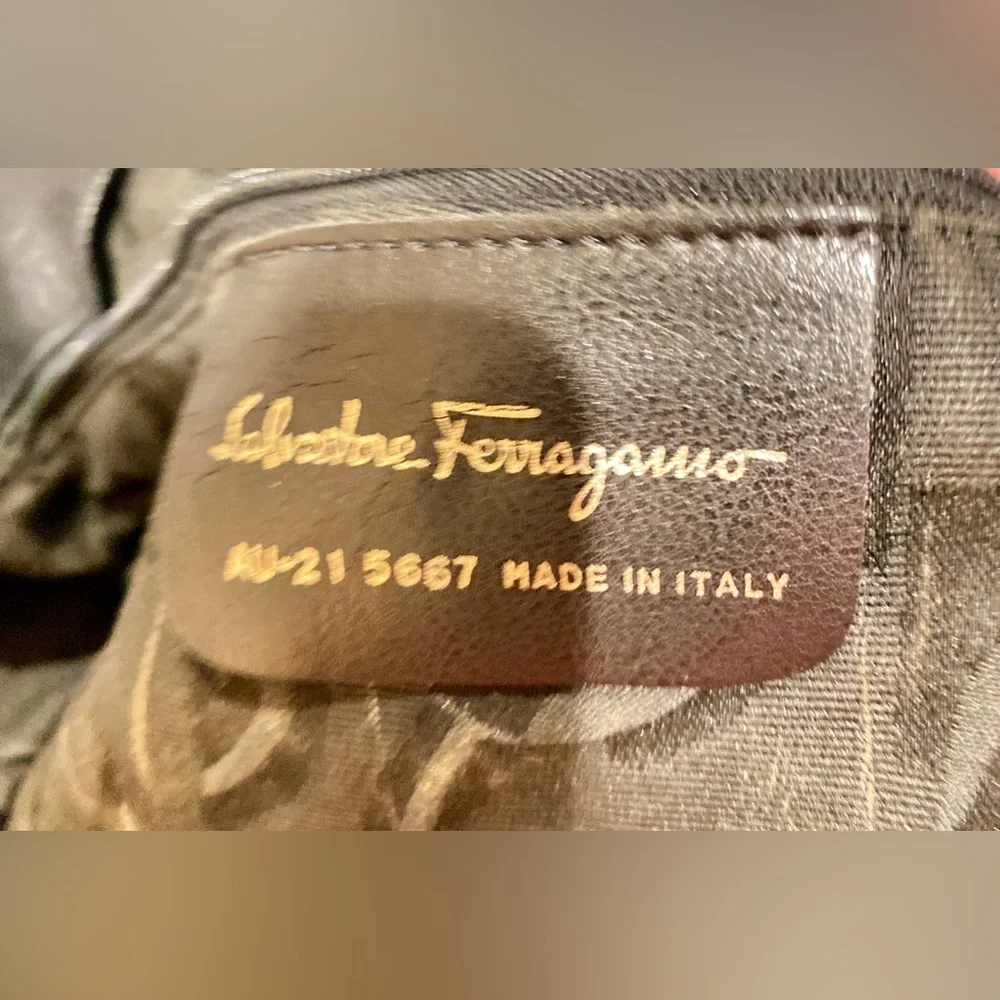 Salvatore Ferragamo
AU-21 5667 MADE IN ITALY